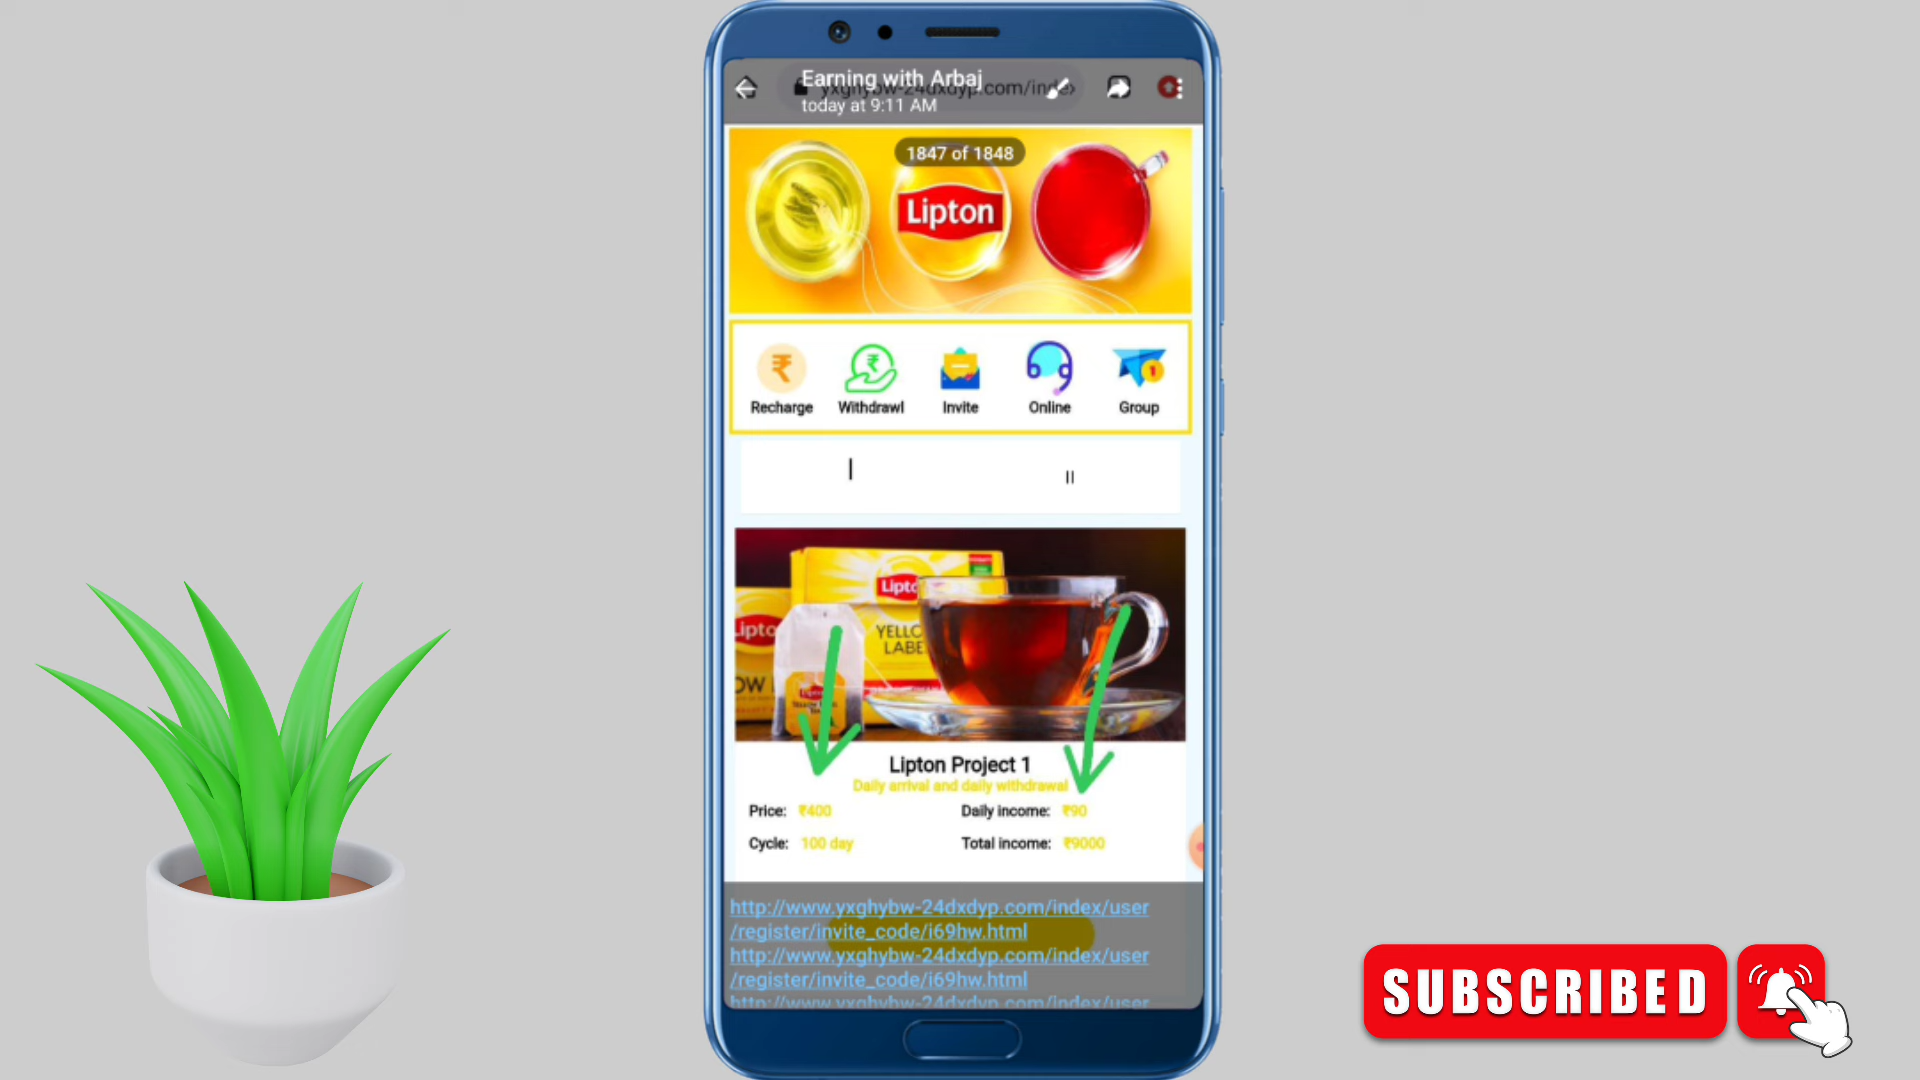 Earning with Arbaj
yxghybw-24dxdyp.com/index
today at 9:11 AM
1847 of 1848
Lipton
Recharge Withdrawl Invite Online Group
Lipton
YELLOW
LABEL
Lipton Project 1
Daily arrival and daily withdrawal
Price: ₹400 Daily income: ₹90
Cycle: 100 day Total income: ₹9000
http://www.yxghybw-24dxdyp.com/index/user
/register/invite_code/i69hw.html
http://www.yxghybw-24dxdyp.com/index/user
/register/invite_code/i69hw.html
http://www.yxghybw-24dxdyp.com/index/user
SUBSCRIBED